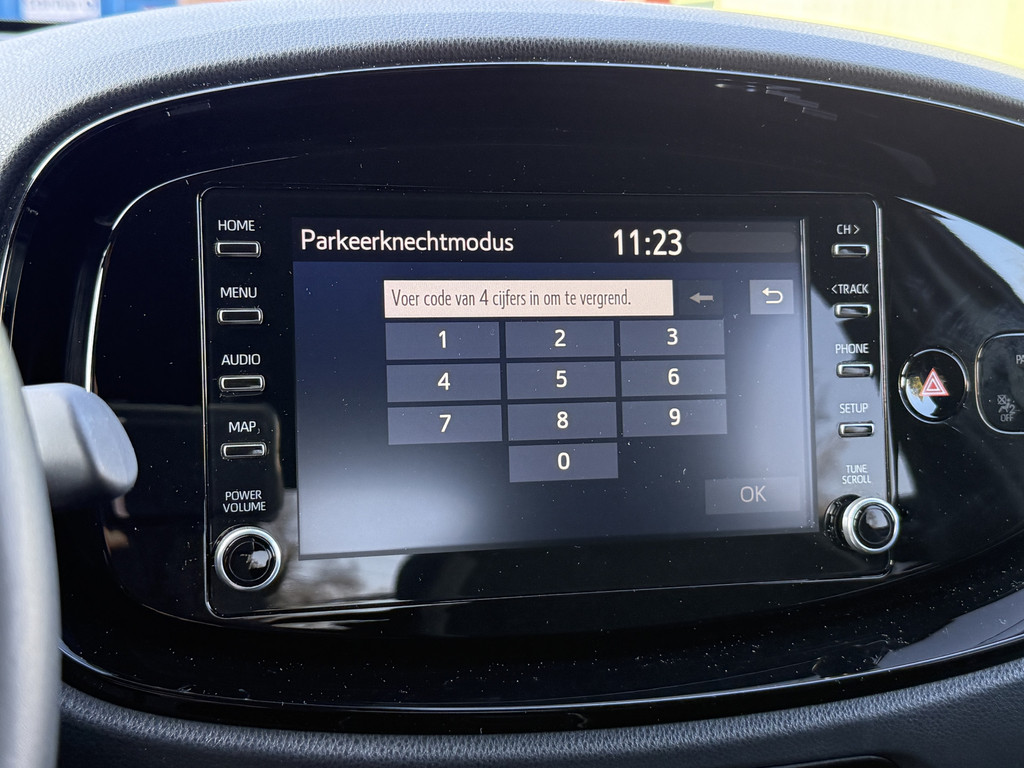 HOME
MENU
AUDIO
MAP
POWER
VOLUME
Parkeerknechtmodus 11:23
Voer code van 4 cijfers in om te vergrend.
1 2 3
4 5 6
7 8 9
0
OK
CH >
< TRACK
PHONE
SETUP
TUNE
SCROLL
OFF